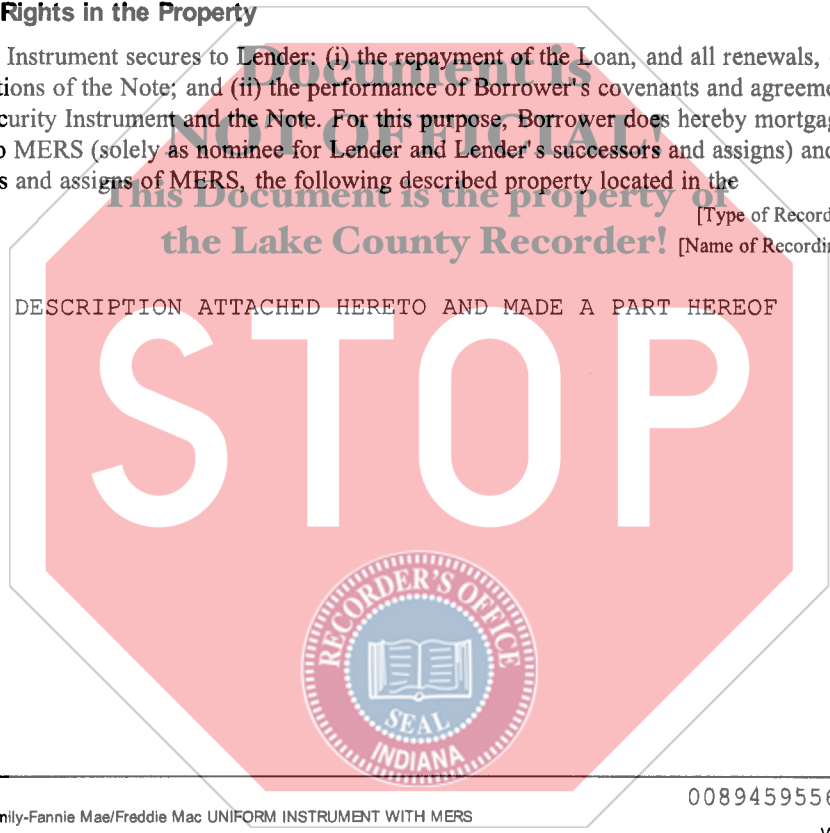 Rights in the Property
Instrument secures to Lender: (i) the repayment of the Loan, and all renewals,
tions of the Note; and (ii) the performance of Borrower's covenants and agreeme
curity Instrument and the Note. For this purpose, Borrower does hereby mortgag
o MERS (solely as nominee for Lender and Lender's successors and assigns) and
s and assigns of MERS, the following described property located in the
[Type of Record
[Name of Recordin
Document is
NOT OFFICIAL!
This Document is the property of
the Lake County Recorder!
DESCRIPTION ATTACHED HERETO AND MADE A PART HEREOF
STOP
RECORDER'S OFFICE
SEAL
INDIANA
0089459556
nily-Fannie Mae/Freddie Mac UNIFORM INSTRUMENT WITH MERS